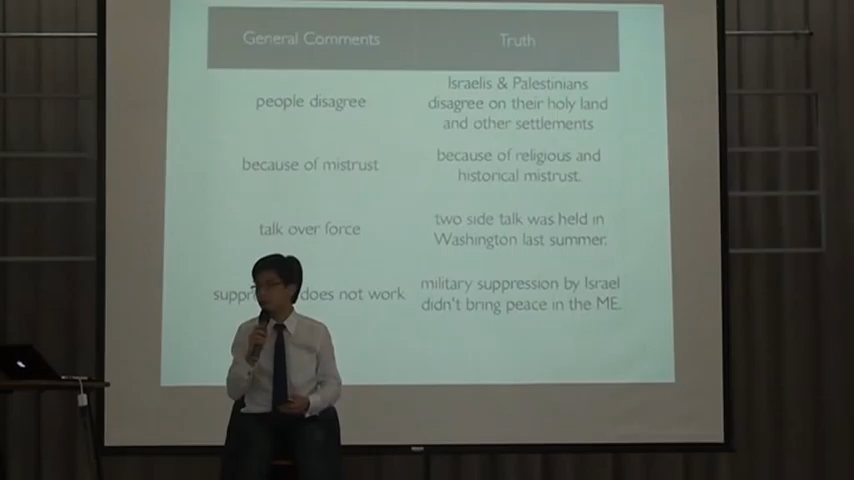 General Comments
Truth
people disagree
Israelis & Palestinians
disagree on their holy land
and other settlements
because of mistrust
because of religious and
historical mistrust.
talk over force
two side talk was held in
Washington last summer.
does not work
military suppression by Israel
didn't bring peace in the ME.